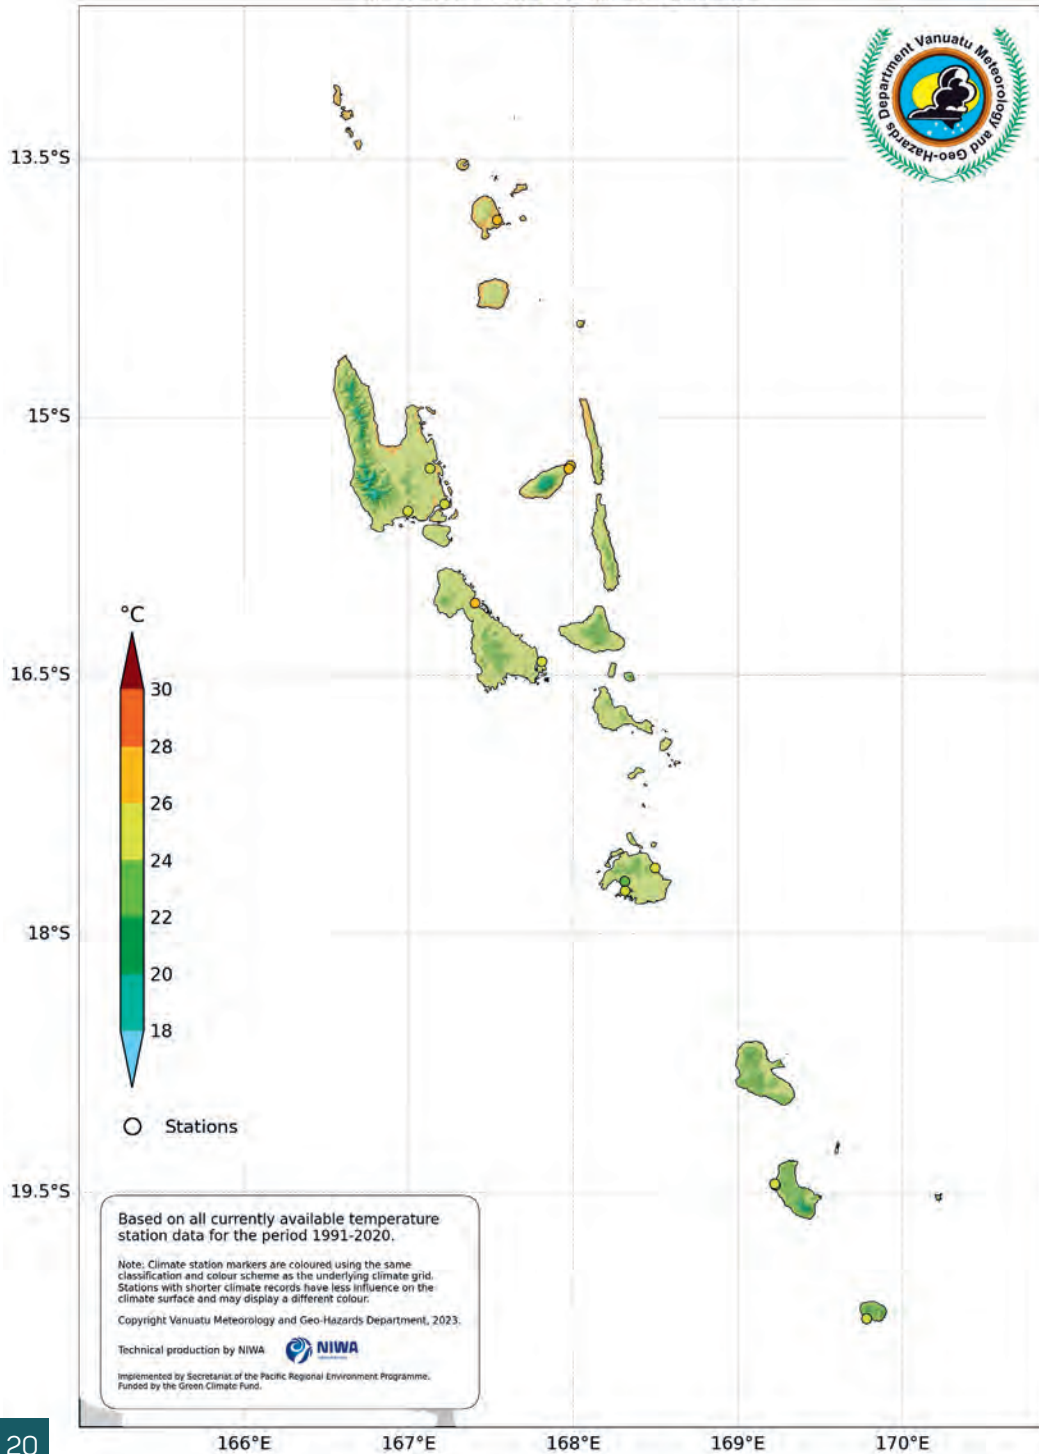 Department Vanuatu Meteorology and Geo-Hazards
13.5°S
15°S
16.5°S
18°S
19.5°S
°C
30
28
26
24
22
20
18
Stations
Based on all currently available temperature
station data for the period 1991-2020.
Note: Climate station markers are coloured using the same
classification and colour scheme as the underlying climate grid.
Stations with shorter climate records have less influence on the
climate surface and may display a different colour.
Copyright Vanuatu Meteorology and Geo-Hazards Department, 2023.
Technical production by NIWA
NIWA
Implemented by Secretariat of the Pacific Regional Environment Programme.
Funded by the Green Climate Fund.
166°E
167°E
168°E
169°E
170°E
20